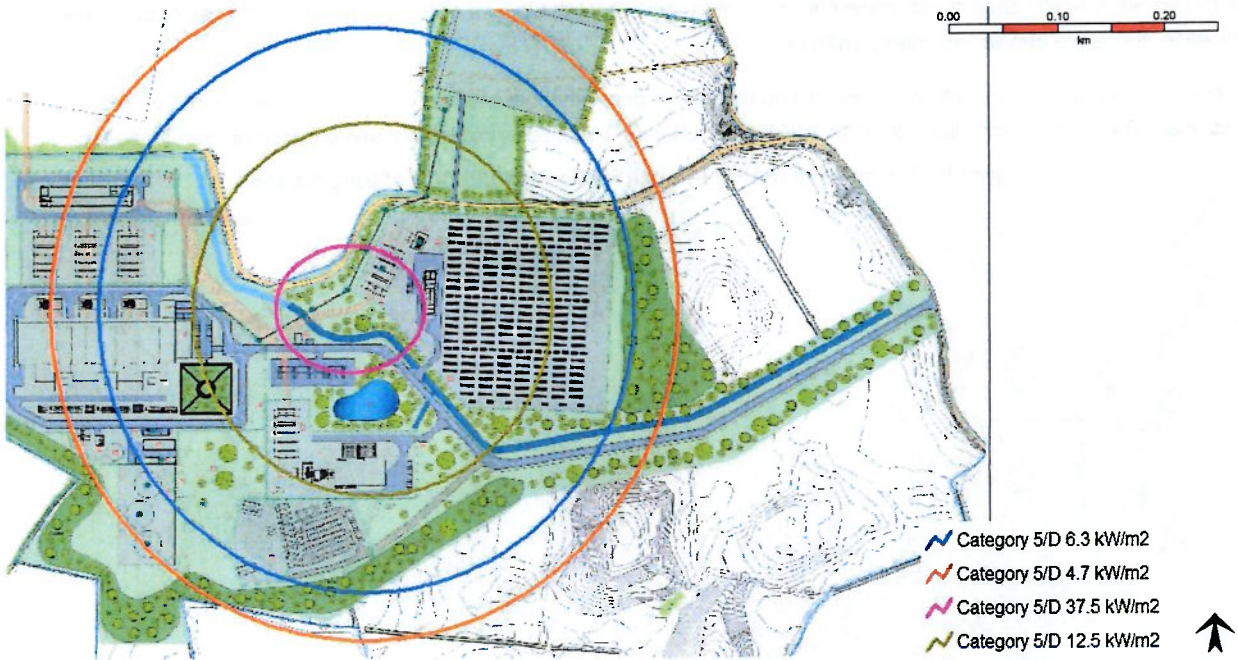 0.00 0.10 0.20
km
Category 5/D 6.3 kW/m2
Category 5/D 4.7 kW/m2
Category 5/D 37.5 kW/m2
Category 5/D 12.5 kW/m2